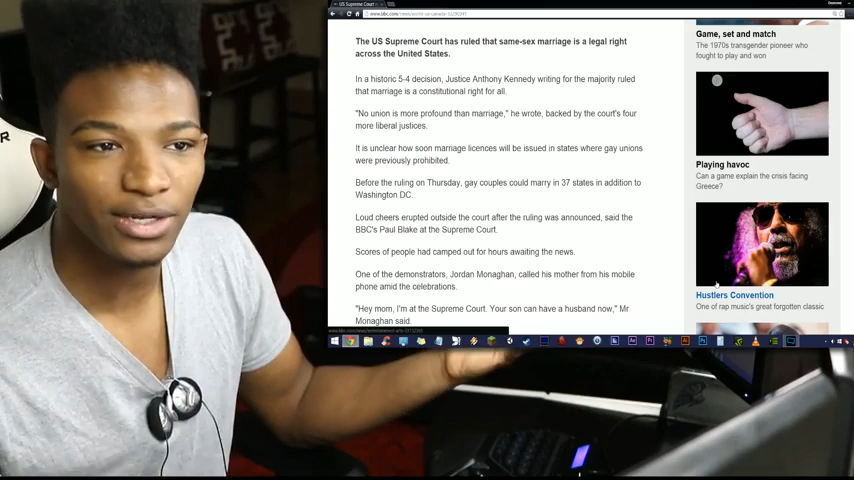 US Supreme Court
The US Supreme Court has ruled that same-sex marriage is a legal right
across the United States.
In a historic 5-4 decision, Justice Anthony Kennedy writing for the majority ruled
that marriage is a constitutional right for all.
"No union is more profound than marriage," he wrote, backed by the court's four
more liberal justices.
It is unclear how soon marriage licences will be issued in states where gay unions
were previously prohibited.
Before the ruling on Thursday, gay couples could marry in 37 states in addition to
Washington DC.
Loud cheers erupted outside the court after the ruling was announced, said the
BBC's Paul Blake at the Supreme Court.
Scores of people had camped out for hours awaiting the news.
One of the demonstrators, Jordan Monaghan, called his mother from his mobile
phone amid the celebrations.
"Hey mom, I'm at the Supreme Court. Your son can have a husband now," Mr
Monaghan said.
Game, set and match
The 1970s transgender pioneer who
fought to play and won
Playing havoc
Can a game explain the crisis facing
Greece?
Hustlers Convention
One of rap music's great forgotten classic
R